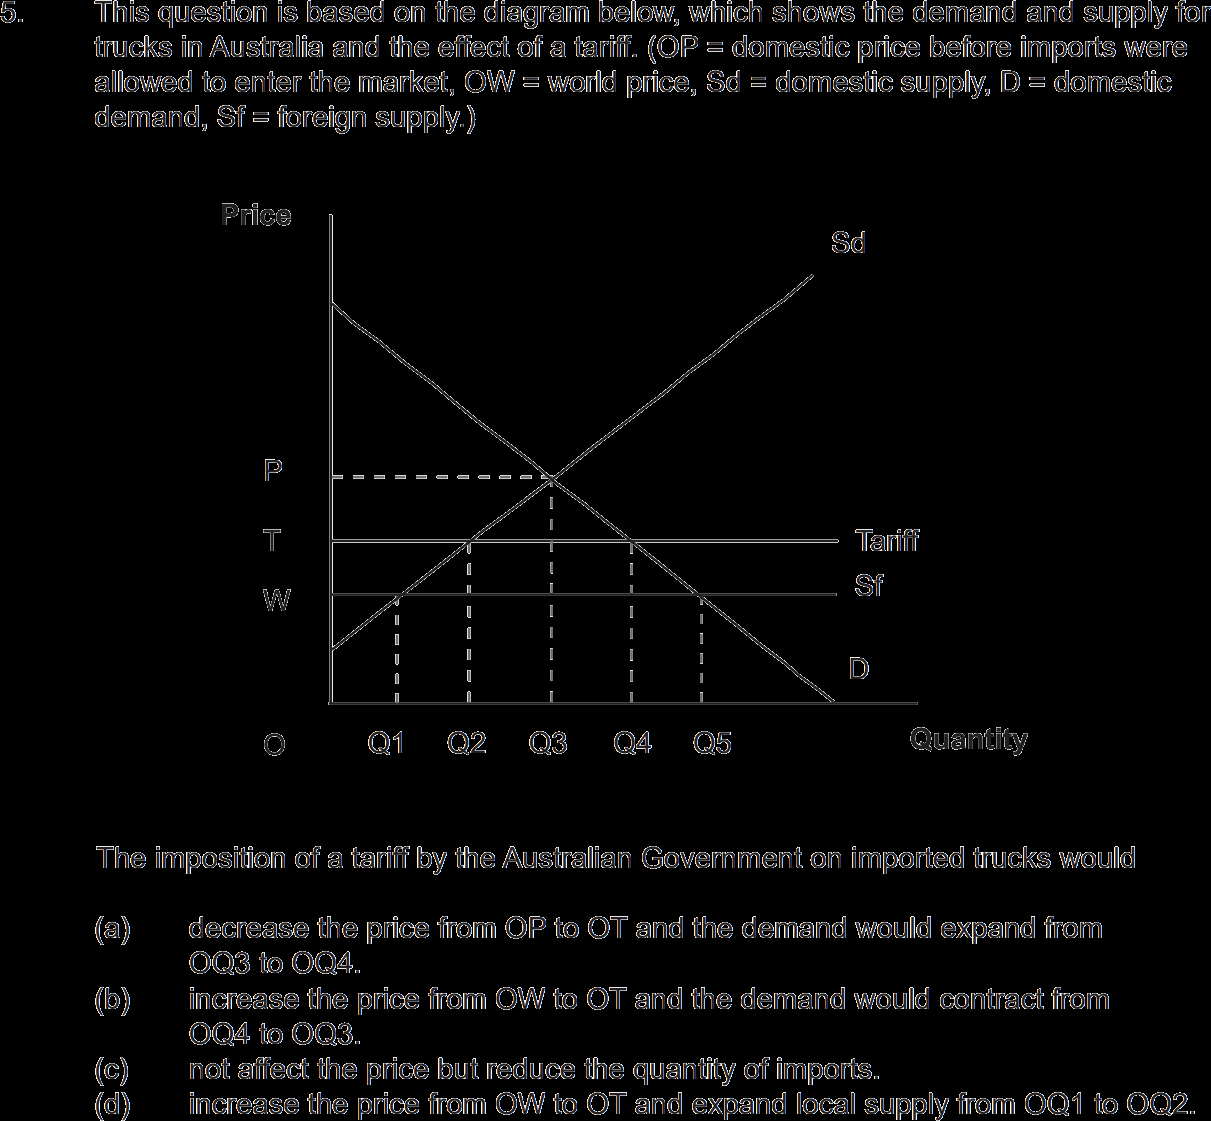 5. This question is based on the diagram below, which shows the demand and supply for
trucks in Australia and the effect of a tariff. (OP = domestic price before imports were
allowed to enter the market, OW = world price, Sd = domestic supply, D = domestic
demand, Sf = foreign supply.)
Price
Sd
P
T
Tariff
W
Sf
D
O
Q1 Q2 Q3 Q4 Q5
Quantity
The imposition of a tariff by the Australian Government on imported trucks would
(a) decrease the price from OP to OT and the demand would expand from
OQ3 to OQ4.
(b) increase the price from OW to OT and the demand would contract from
OQ4 to OQ3.
(c) not affect the price but reduce the quantity of imports.
(d) increase the price from OW to OT and expand local supply from OQ1 to OQ2.